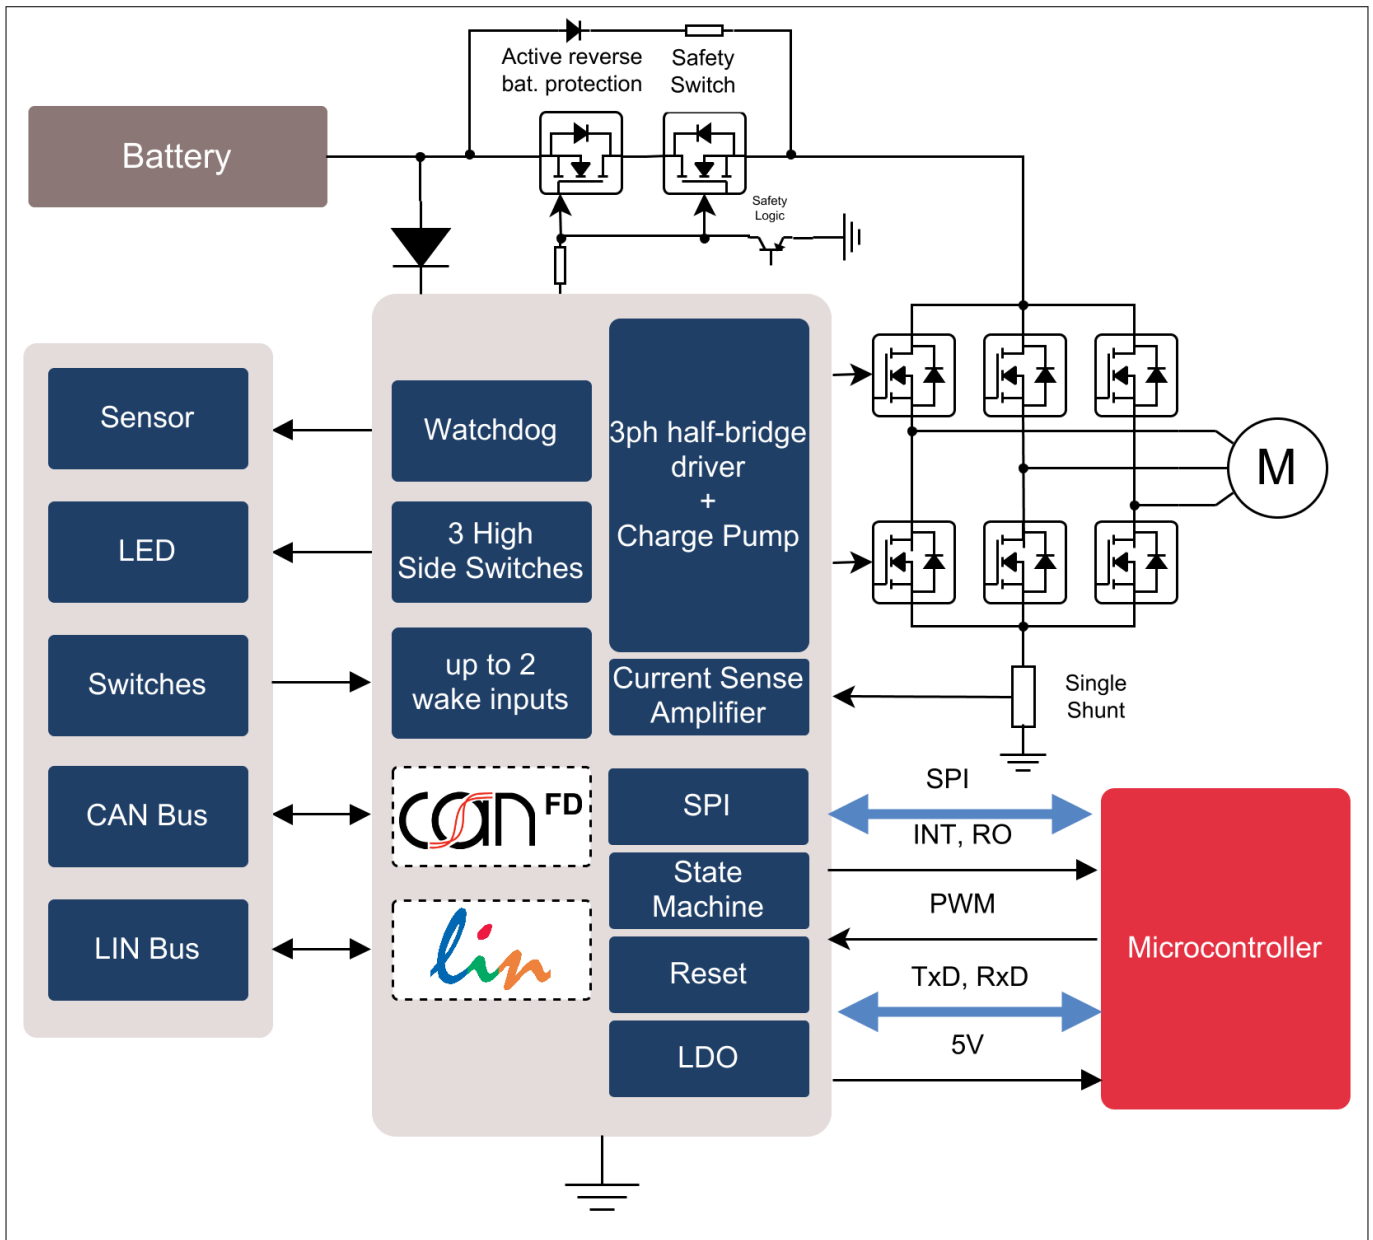 Active reverse
bat. protection
Safety
Switch
Battery
Safety
Logic
Sensor
LED
Switches
CAN Bus
LIN Bus
Watchdog
3 High
Side Switches
up to 2
wake inputs
CAN FD
lin
3ph half-bridge
driver
+
Charge Pump
Current Sense
Amplifier
SPI
State
Machine
Reset
LDO
M
Single
Shunt
SPI
INT, RO
PWM
TxD, RxD
5V
Microcontroller